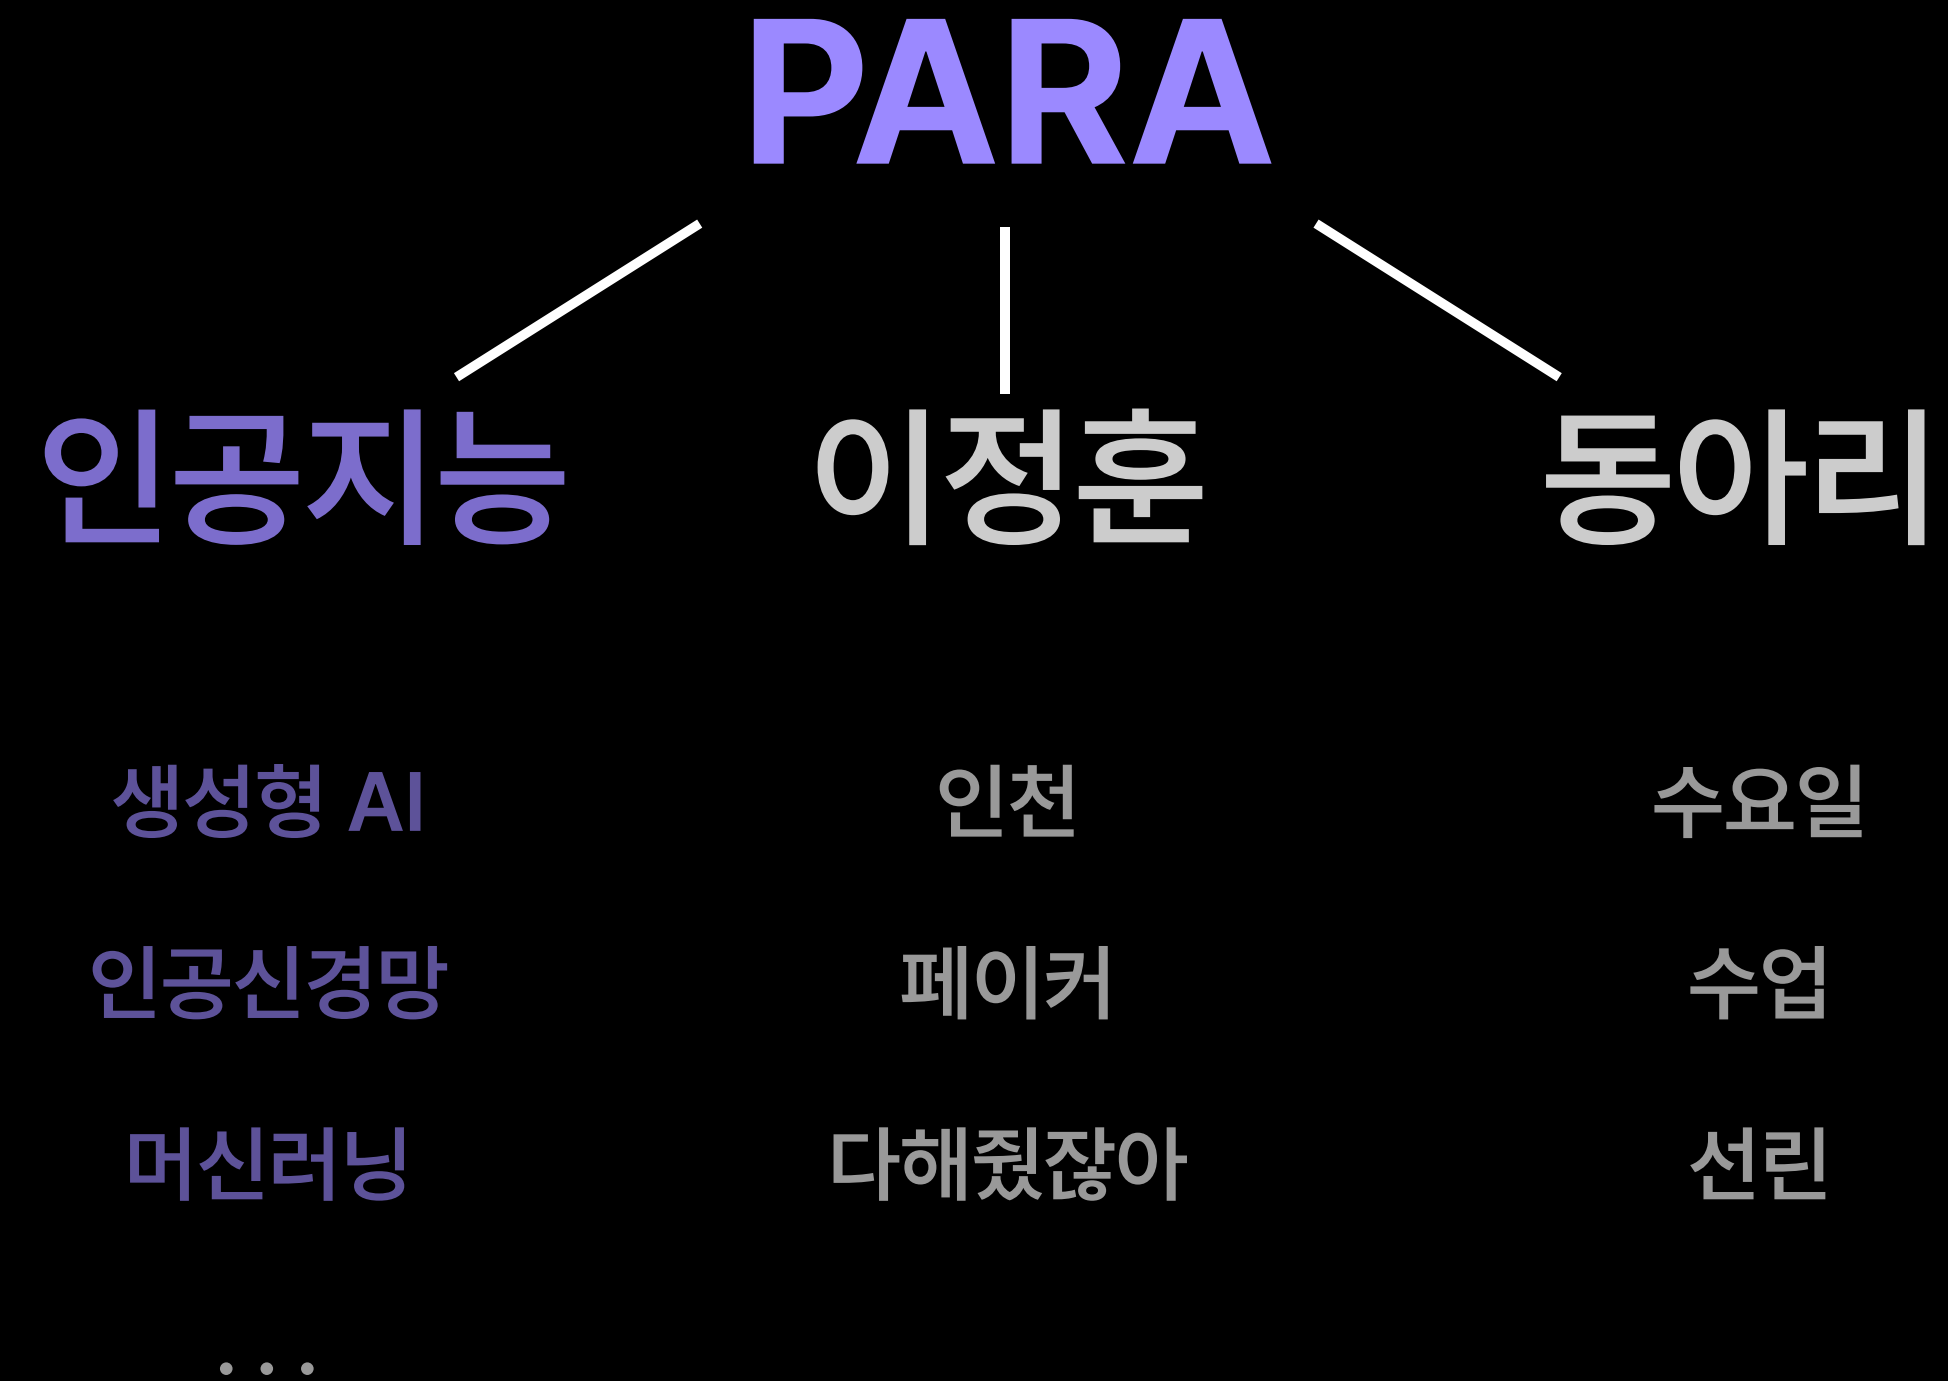 PARA
인공지능 이정훈 동아리
생성형 AI 인천 수요일
인공신경망 페이커 수업
머신러닝 다해줬잖아 선린
...